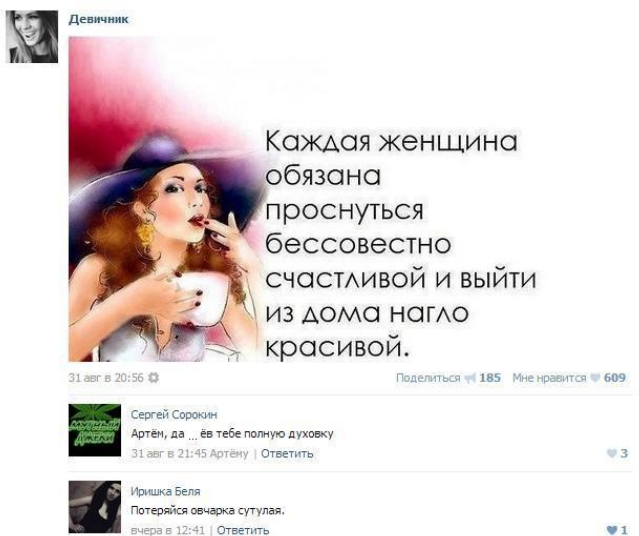 Девичник
Каждая женщина
обязана
проснуться
бессовестно
счастливой и выйти
из дома нагло
красивой.
31 авг в 20:56
Поделиться 185 Мне нравится 609
МУТНЫЙ
ДЖЕМИ
Сергей Сорокин
Артём, да ... ёв тебе полную духовку
31 авг в 21:45 Артёму | Ответить
3
Иришка Беля
Потеряйся овчарка сутулая.
вчера в 12:41 | Ответить
1